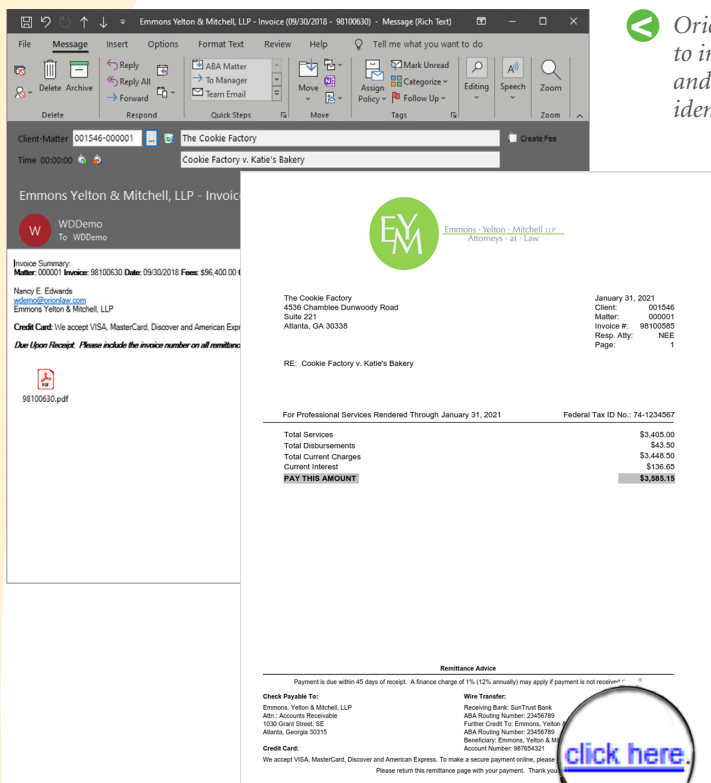 Emmons Yelton & Mitchell, LLP - Invoice (09/30/2018 - 98100630) - Message (Rich Text)
File Message Insert Options Format Text Review Help Tell me what you want to do
Delete Archive
Reply
Reply All
Forward
ABA Matter
To Manager
Team Email
Move
Assign Policy
Mark Unread
Categorize
Follow Up
Editing
Speech
Zoom
Delete Respond Quick Steps Move Tags Zoom
Client-Matter 001546-000001 ... The Cookie Factory Create Fee
Time 00:00:00 Cookie Factory v. Katie's Bakery
Emmons Yelton & Mitchell, LLP - Invoic
W
WDDemo
To WDDemo
Invoice Summary:
Matter: 000001 Invoice: 98100630 Date: 09/30/2018 Fees: $96,400.00
Nancy E. Edwards
wdemo@orionlaw.com
Emmons Yelton & Mitchell, LLP
Credit Card: We accept VISA, MasterCard, Discover and American Expr
Due Upon Receipt. Please include the invoice number on all remittanc
PDF
98100630.pdf
to in
and
iden
EYM
Emmons · Yelton · Mitchell LLP
Attorneys · at · Law
The Cookie Factory
4536 Chamblee Dunwoody Road
Suite 221
Atlanta, GA 30338
January 31, 2021
Client: 001546
Matter: 000001
Invoice #: 98100585
Resp. Atty: NEE
Page: 1
RE: Cookie Factory v. Katie's Bakery
For Professional Services Rendered Through January 31, 2021 Federal Tax ID No.: 74-1234567
Total Services $3,405.00
Total Disbursements $43.50
Total Current Charges $3,448.50
Current Interest $136.65
PAY THIS AMOUNT $3,585.15
Remittance Advice
Payment is due within 45 days of receipt. A finance charge of 1% (12% annually) may apply if payment is not received
Check Payable To:
Emmons, Yelton & Mitchell, LLP
Attn.: Accounts Receivable
1030 Grant Street, SE
Atlanta, Georgia 30315
Wire Transfer:
Receiving Bank: SunTrust Bank
ABA Routing Number: 23456789
Further Credit To: Emmons, Yelton
ABA Routing Number: 23456789
Beneficiary: Emmons, Yelton & Mi
Account Number: 987654321
Credit Card:
We accept VISA, MasterCard, Discover and American Express. To make a secure payment online, please
click here.
Please return this remittance page with your payment. Thank you